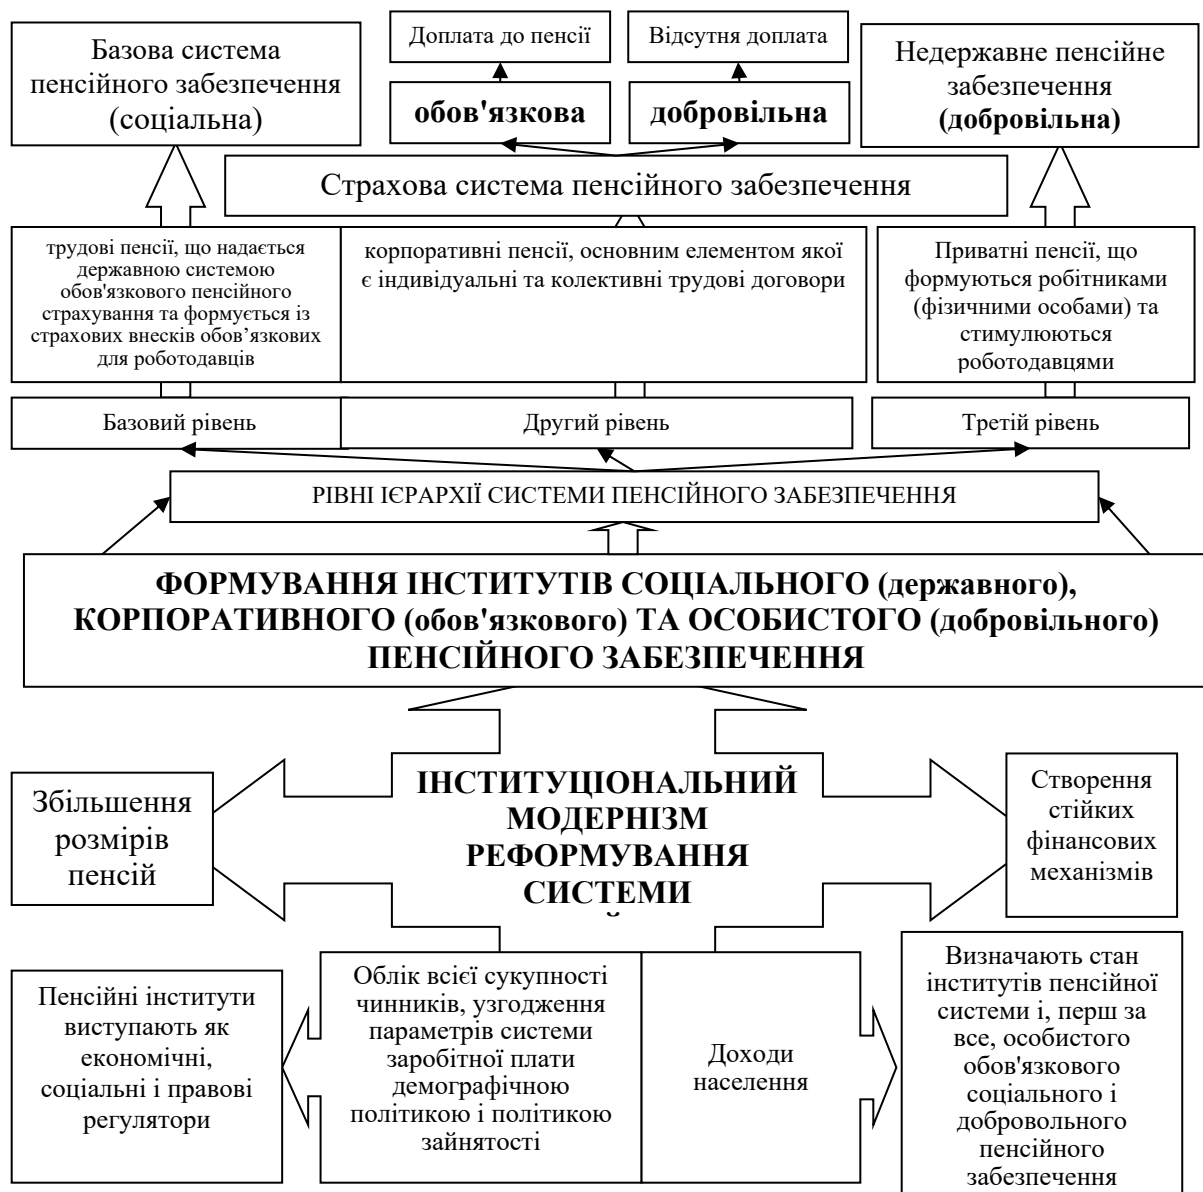 Базова система
пенсійного забезпечення
(соціальна)
Доплата до пенсії
Відсутня доплата
обов'язкова
добровільна
Недержавне пенсійне
забезпечення
(добровільна)
Страхова система пенсійного забезпечення
трудові пенсії, що надається
державною системою
обов'язкового пенсійного
страхування та формується із
страхових внесків обов’язкових
для роботодавців
корпоративні пенсії, основним елементом якої
є індивідуальні та колективні трудові договори
Приватні пенсії, що
формуються робітниками
(фізичними особами) та
стимулюються
роботодавцями
Базовий рівень
Другий рівень
Третій рівень
РІВНІ ІЄРАРХІЇ СИСТЕМИ ПЕНСІЙНОГО ЗАБЕЗПЕЧЕННЯ
ФОРМУВАННЯ ІНСТИТУТІВ СОЦІАЛЬНОГО (державного),
КОРПОРАТИВНОГО (обов'язкового) ТА ОСОБИСТОГО (добровільного)
ПЕНСІЙНОГО ЗАБЕЗПЕЧЕННЯ
Збільшення
розмірів
пенсій
ІНСТИТУЦІОНАЛЬНИЙ
МОДЕРНІЗМ
РЕФОРМУВАННЯ
СИСТЕМИ
Створення
стійких
фінансових
механізмів
Пенсійні інститути
виступають як
економічні,
соціальні і правові
регулятори
Облік всієї сукупності
чинників, узгодження
параметрів системи
заробітної плати
демографічною
політикою і політикою
зайнятості
Доходи
населення
Визначають стан
інститутів пенсійної
системи і, перш за
все, особистого
обов'язкового
соціального і
добровольного
пенсійного
забезпечення